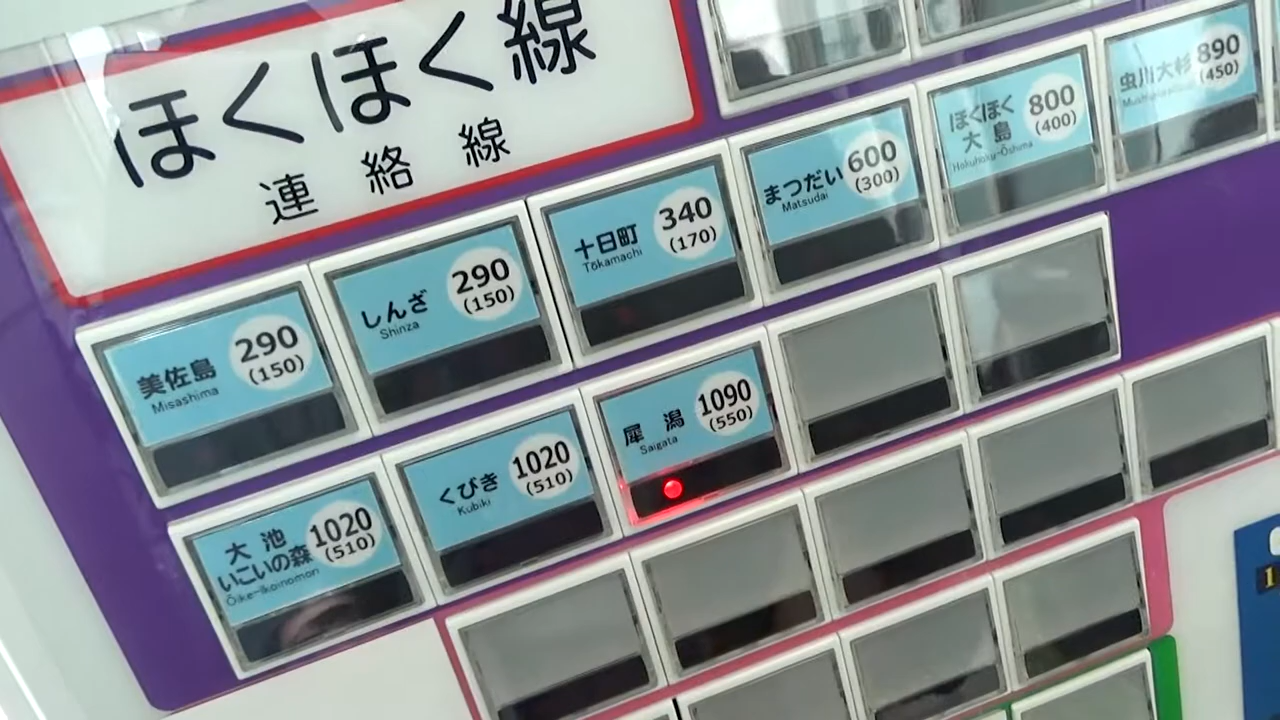 ほくほく線
連絡線
美佐島
Misashima
290
(150)
しんざ
Shinza
290
(150)
十日町
Tōkamachi
340
(170)
まつだい
Matsudai
600
(300)
ほくほく
大島
Hokuhoku-Ōshima
800
(400)
虫川大杉
890
(450)
大池
いこいの森
Ōike-Ikoinomori
1020
(510)
くびき
Kubiki
1020
(510)
犀潟
Saigata
1090
(550)